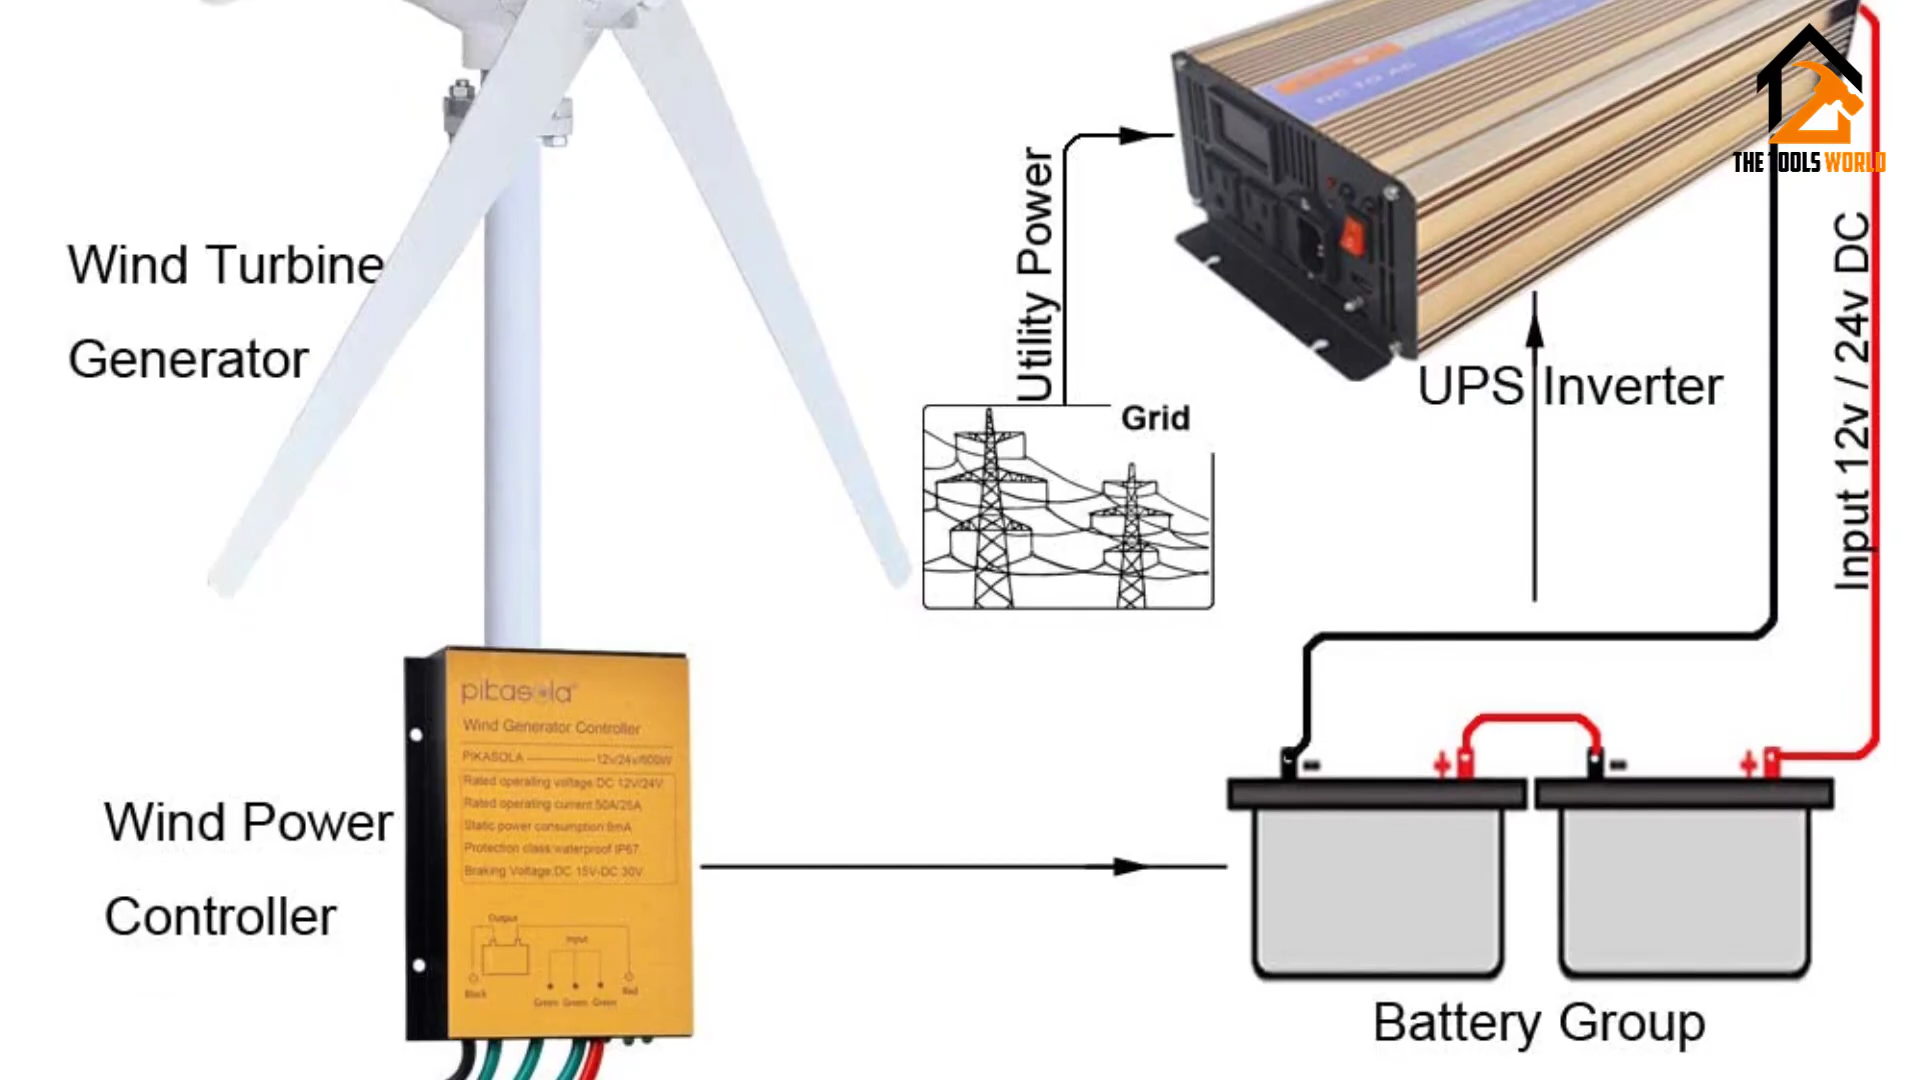 DC TO AC
THE TOOLS WORLD
Utility Power
Wind Turbine
Generator
Input 12v / 24v DC
UPS Inverter
Grid
pikasola
Wind Generator Controller
PIKASOLA 12v/24v/600W
Rated operating voltage:DC 12V/24V
Rated operating current:50A/25A
Static power consumption:8mA
Protection class:waterproof IP67
Braking Voltage:DC 15V-DC 30V
Wind Power
Controller
Output
Input
Black
Green Green Green
Red
+ - + -
Battery Group